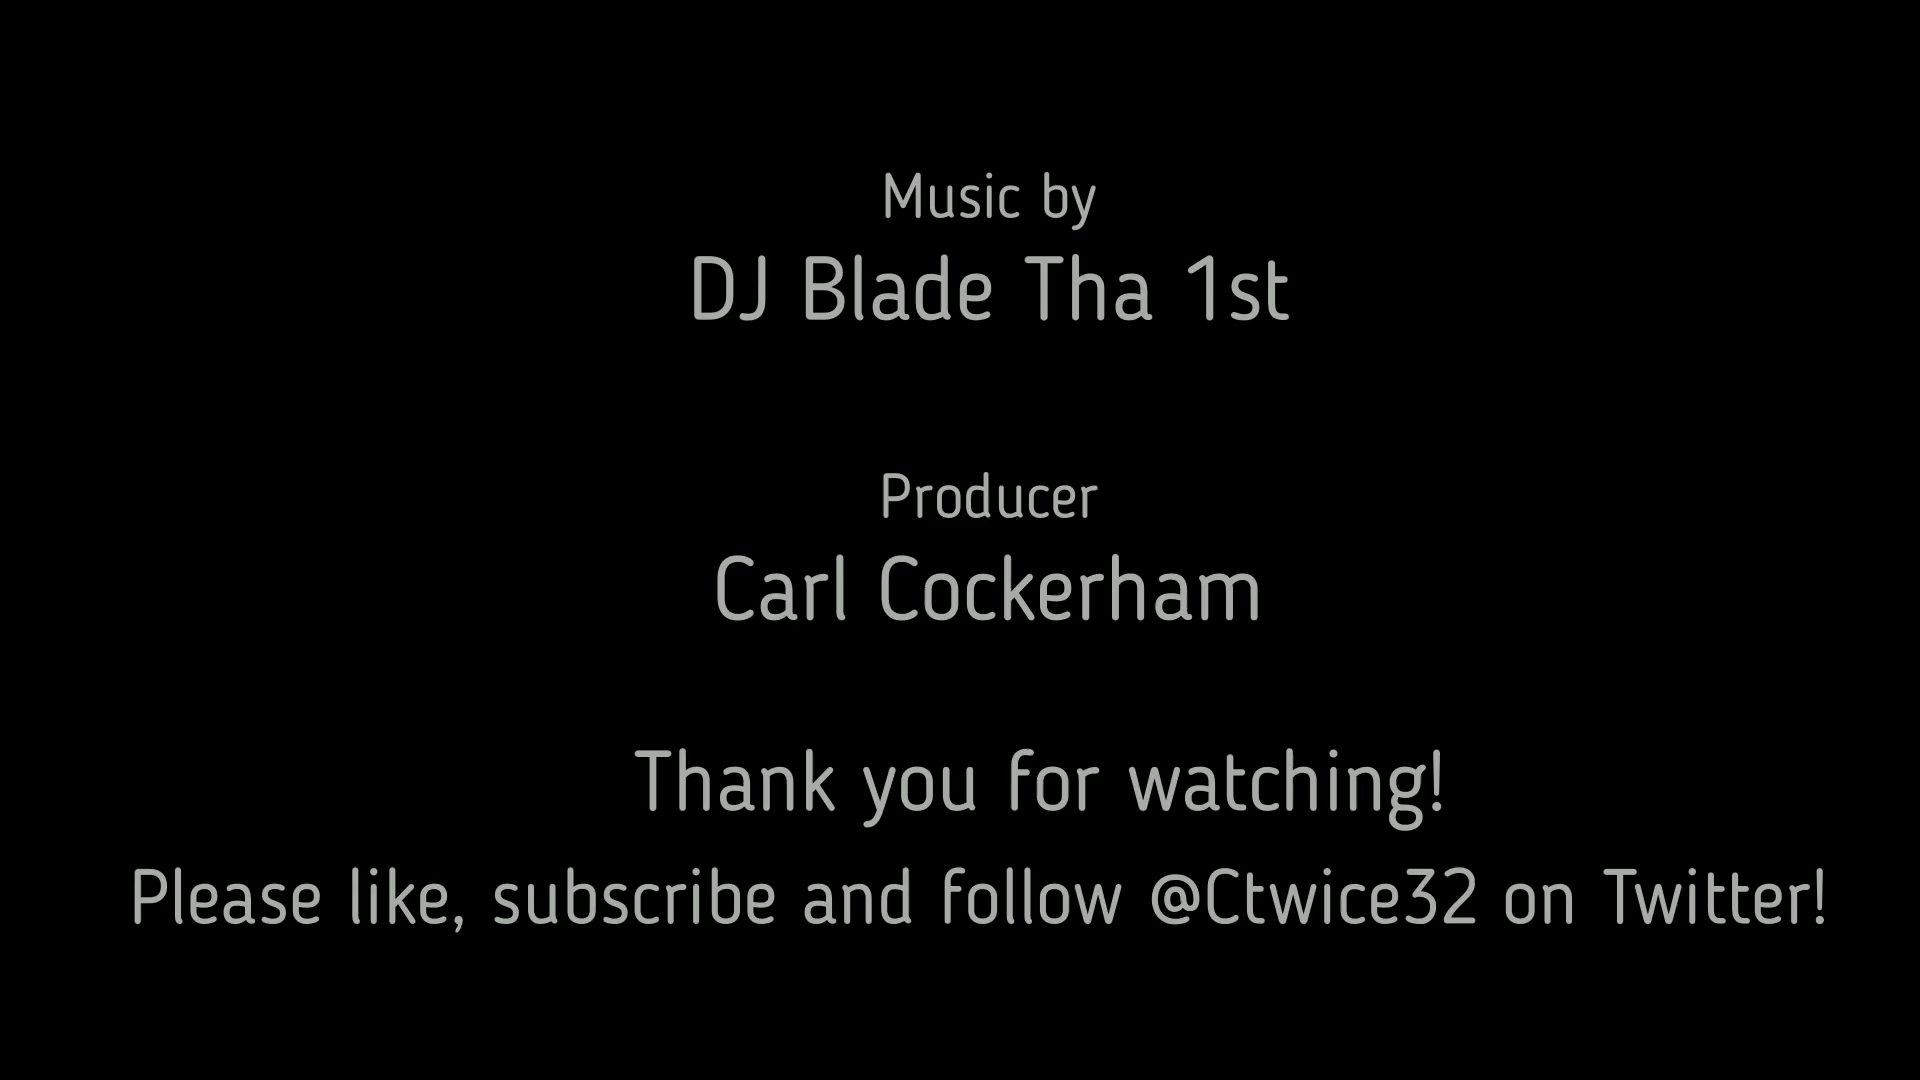 Music by
DJ Blade Tha 1st
Producer
Carl Cockerham
Thank you for watching!
Please like, subscribe and follow @Ctwice32 on Twitter!